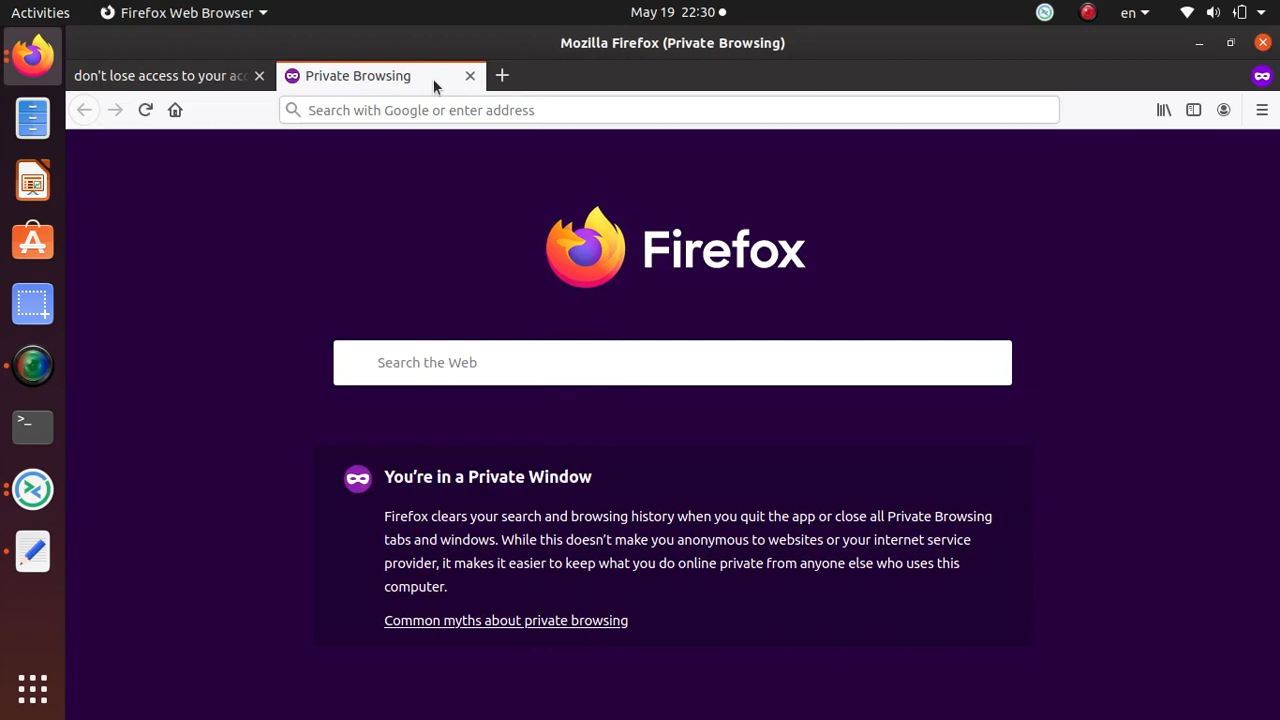 Activities
Firefox Web Browser
May 19 22:30
en
Mozilla Firefox (Private Browsing)
don't lose access to your acc
Private Browsing
Search with Google or enter address
Firefox
Search the Web
You're in a Private Window
Firefox clears your search and browsing history when you quit the app or close all Private Browsing
tabs and windows. While this doesn't make you anonymous to websites or your internet service
provider, it makes it easier to keep what you do online private from anyone else who uses this
computer.
Common myths about private browsing